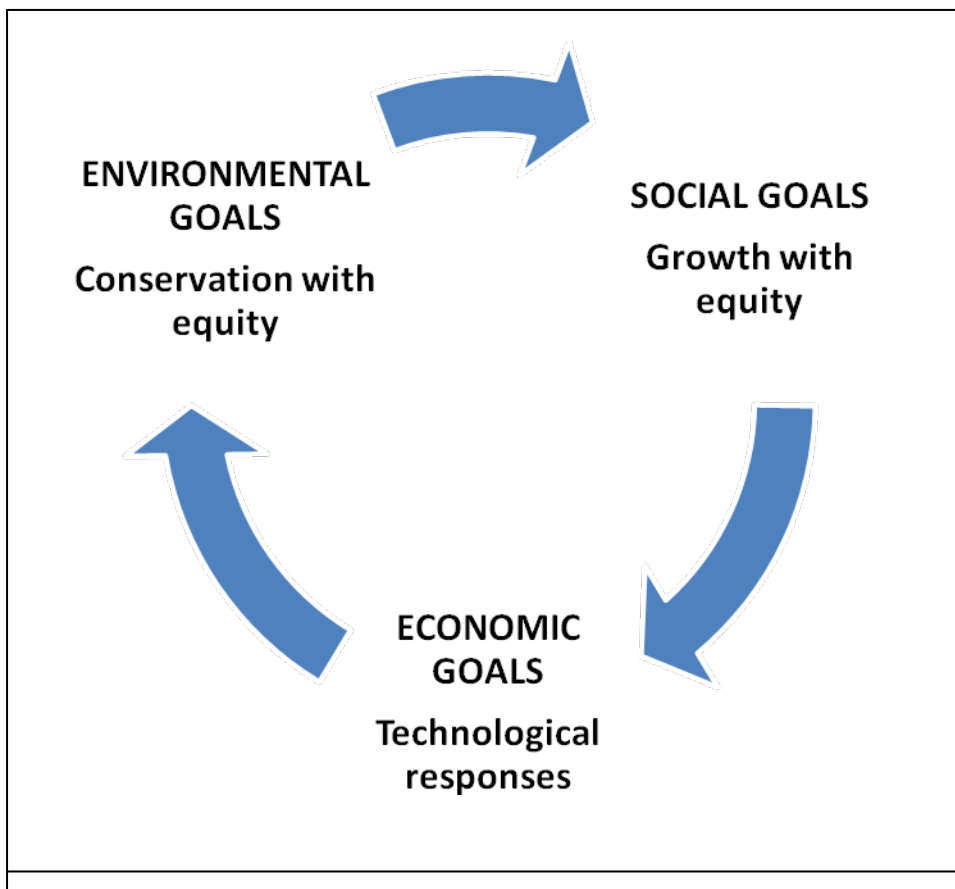 ENVIRONMENTAL
GOALS
Conservation with
equity
SOCIAL GOALS
Growth with
equity
ECONOMIC
GOALS
Technological
responses